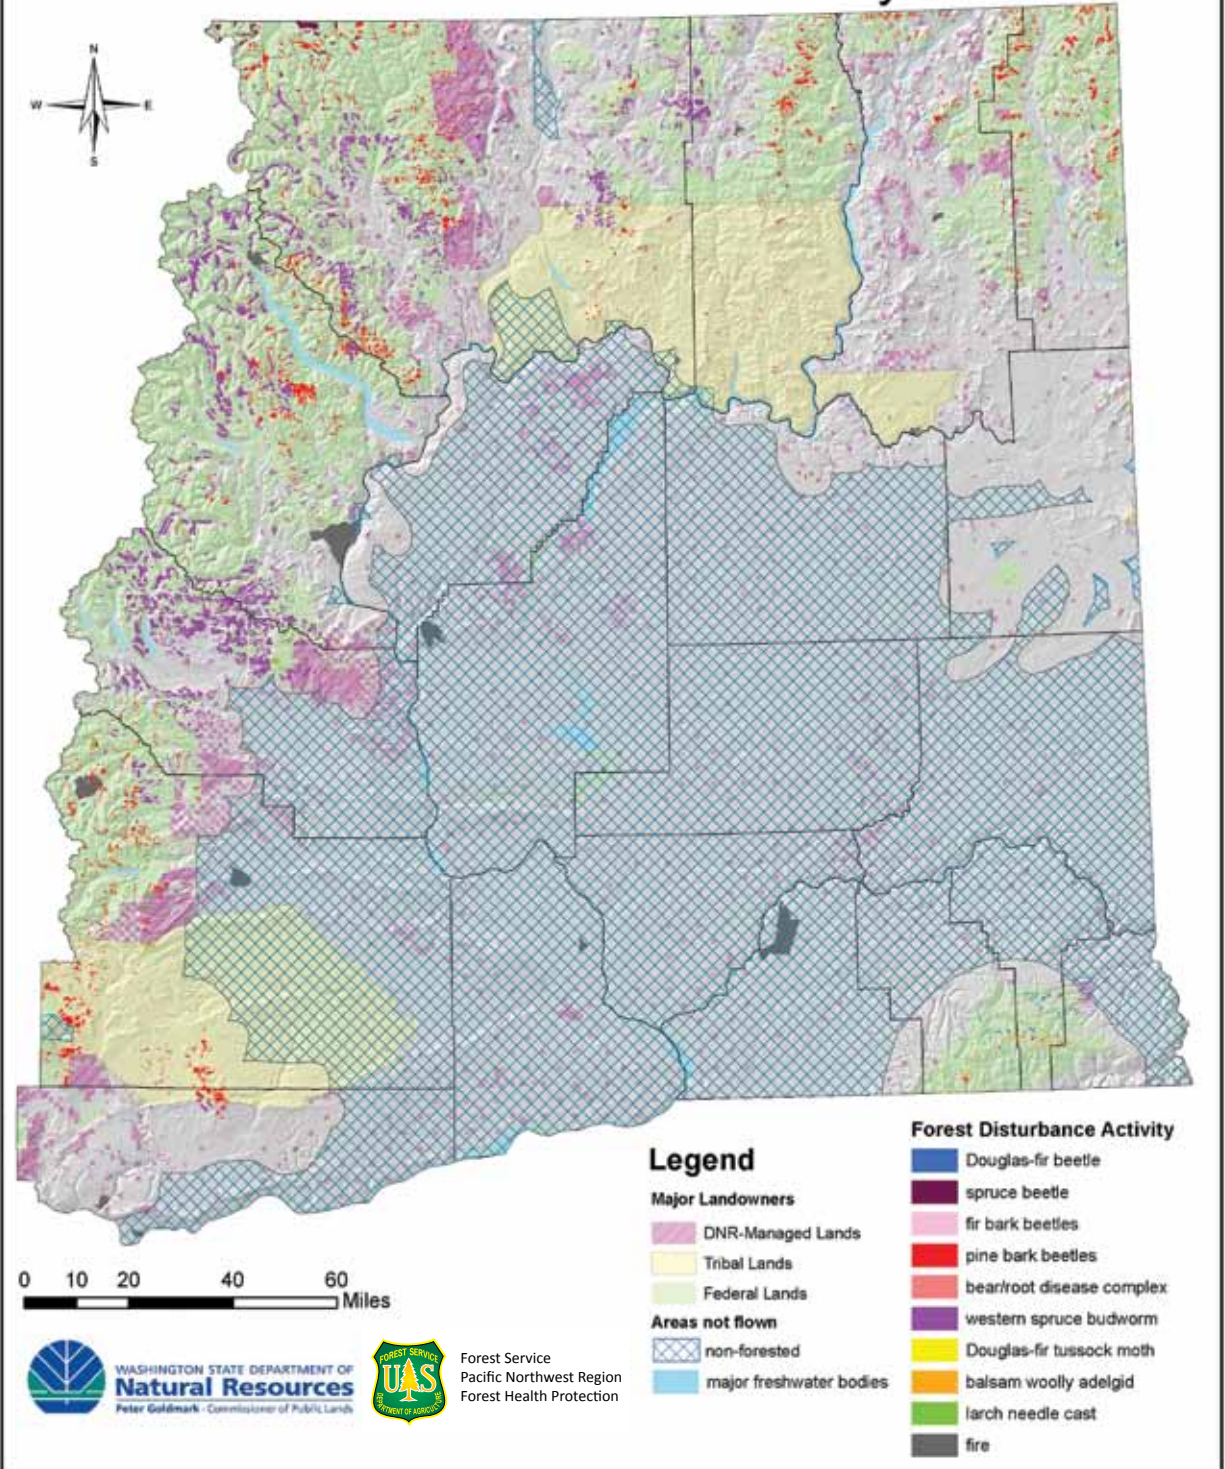 N
W E
S
Legend
Major Landowners
DNR-Managed Lands
Tribal Lands
Federal Lands
Areas not flown
non-forested
major freshwater bodies
Forest Disturbance Activity
Douglas-fir beetle
spruce beetle
fir bark beetles
pine bark beetles
bear/root disease complex
western spruce budworm
Douglas-fir tussock moth
balsam woolly adelgid
larch needle cast
fire
0 10 20 40 60
Miles
WASHINGTON STATE DEPARTMENT OF
Natural Resources
Peter Goldmark - Commissioner of Public Lands
FOREST SERVICE
U S
DEPARTMENT OF AGRICULTURE
Forest Service
Pacific Northwest Region
Forest Health Protection